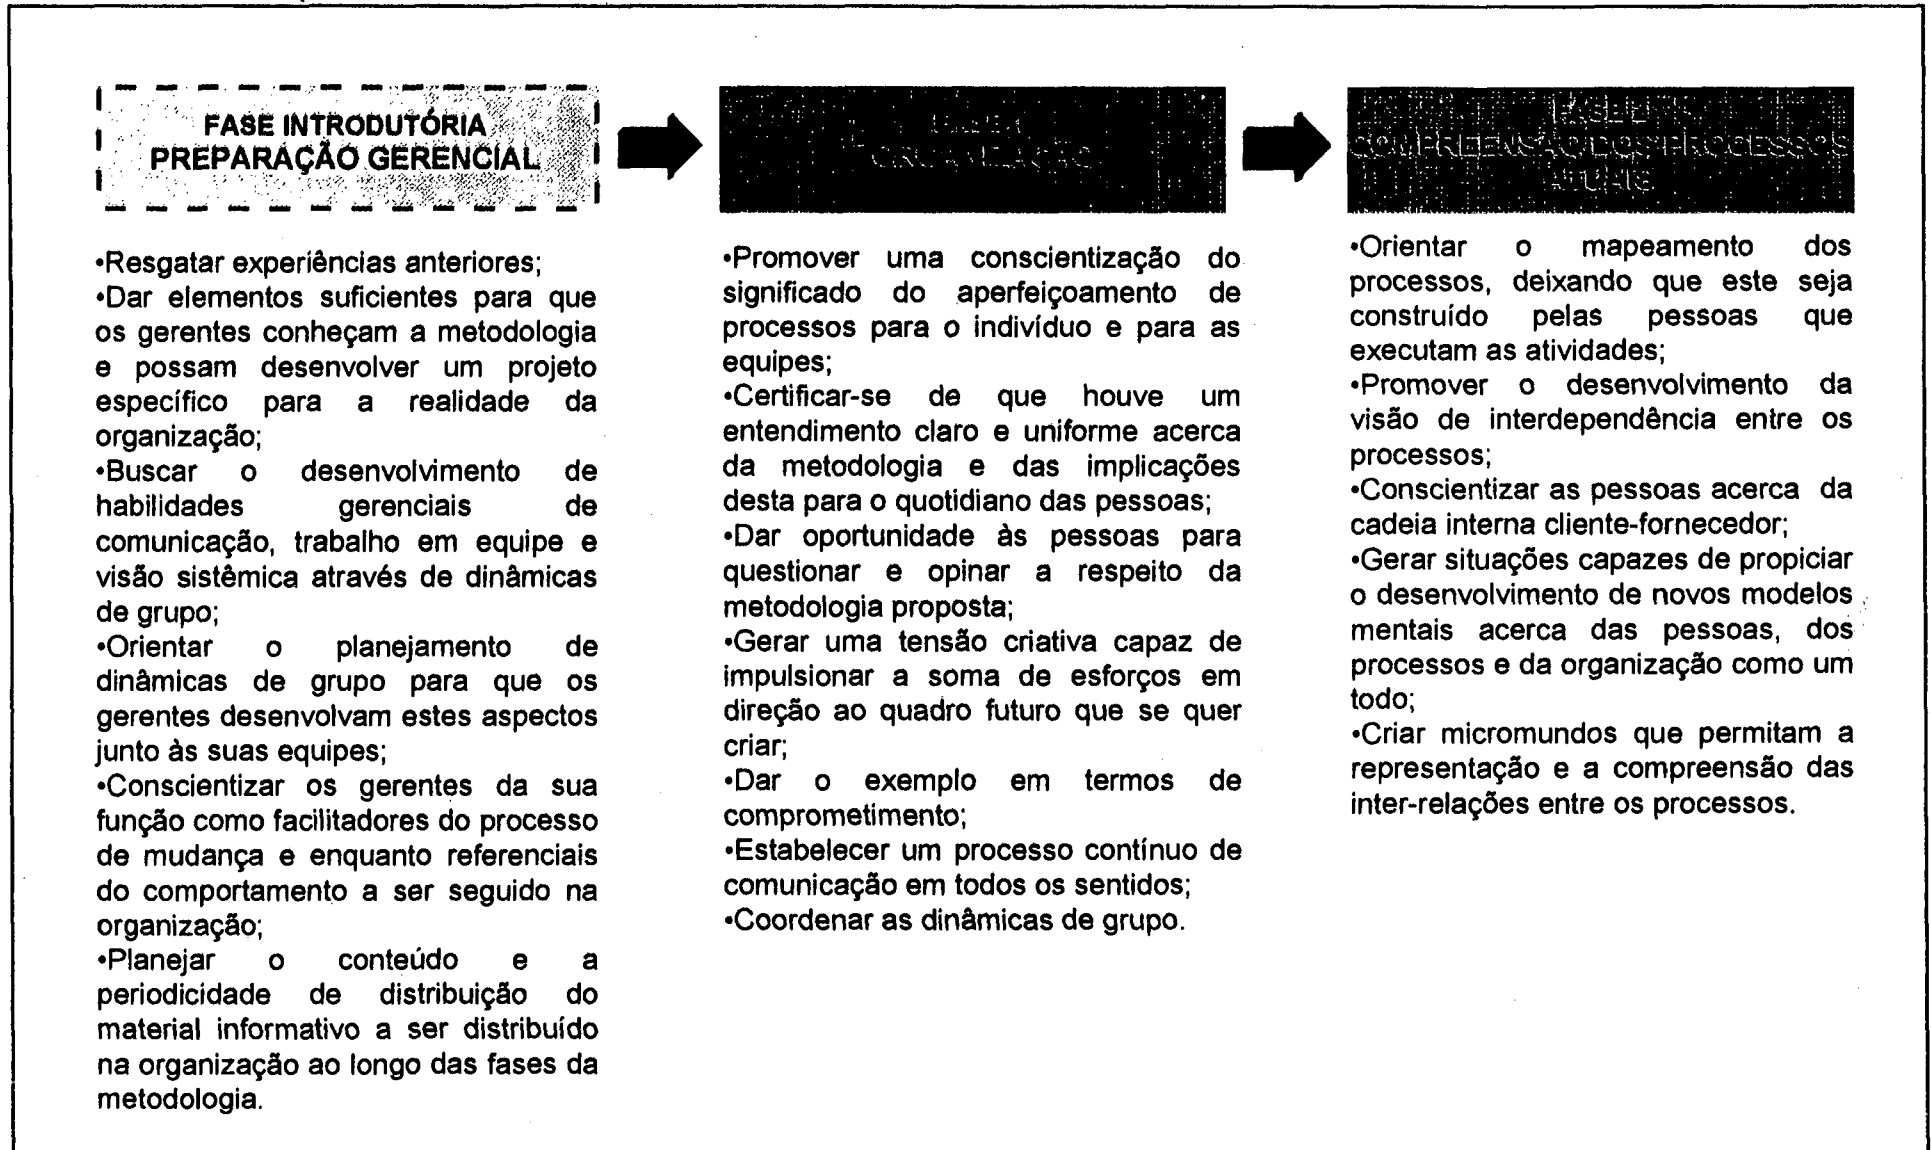 FASE INTRODUTÓRIA
PREPARAÇÃO GERENCIAL
•Resgatar experiências anteriores;
•Dar elementos suficientes para que
os gerentes conheçam a metodologia
e possam desenvolver um projeto
específico para a realidade da
organização;
•Buscar o desenvolvimento de
habilidades gerenciais de
comunicação, trabalho em equipe e
visão sistêmica através de dinâmicas
de grupo;
•Orientar o planejamento de
dinâmicas de grupo para que os
gerentes desenvolvam estes aspectos
junto às suas equipes;
•Conscientizar os gerentes da sua
função como facilitadores do processo
de mudança e enquanto referenciais
do comportamento a ser seguido na
organização;
•Planejar o conteúdo e a
periodicidade de distribuição do
material informativo a ser distribuído
na organização ao longo das fases da
metodologia.
ORGANIZAÇÃO
•Promover uma conscientização do
significado do aperfeiçoamento de
processos para o indivíduo e para as
equipes;
•Certificar-se de que houve um
entendimento claro e uniforme acerca
da metodologia e das implicações
desta para o quotidiano das pessoas;
•Dar oportunidade às pessoas para
questionar e opinar a respeito da
metodologia proposta;
•Gerar uma tensão criativa capaz de
impulsionar a soma de esforços em
direção ao quadro futuro que se quer
criar;
•Dar o exemplo em termos de
comprometimento;
•Estabelecer um processo contínuo de
comunicação em todos os sentidos;
•Coordenar as dinâmicas de grupo.
FASE
COMPREENSÃO DOS PROCESSOS
ATUAIS
•Orientar o mapeamento dos
processos, deixando que este seja
construído pelas pessoas que
executam as atividades;
•Promover o desenvolvimento da
visão de interdependência entre os
processos;
•Conscientizar as pessoas acerca da
cadeia interna cliente-fornecedor;
•Gerar situações capazes de propiciar
o desenvolvimento de novos modelos
mentais acerca das pessoas, dos
processos e da organização como um
todo;
•Criar micromundos que permitam a
representação e a compreensão das
inter-relações entre os processos.